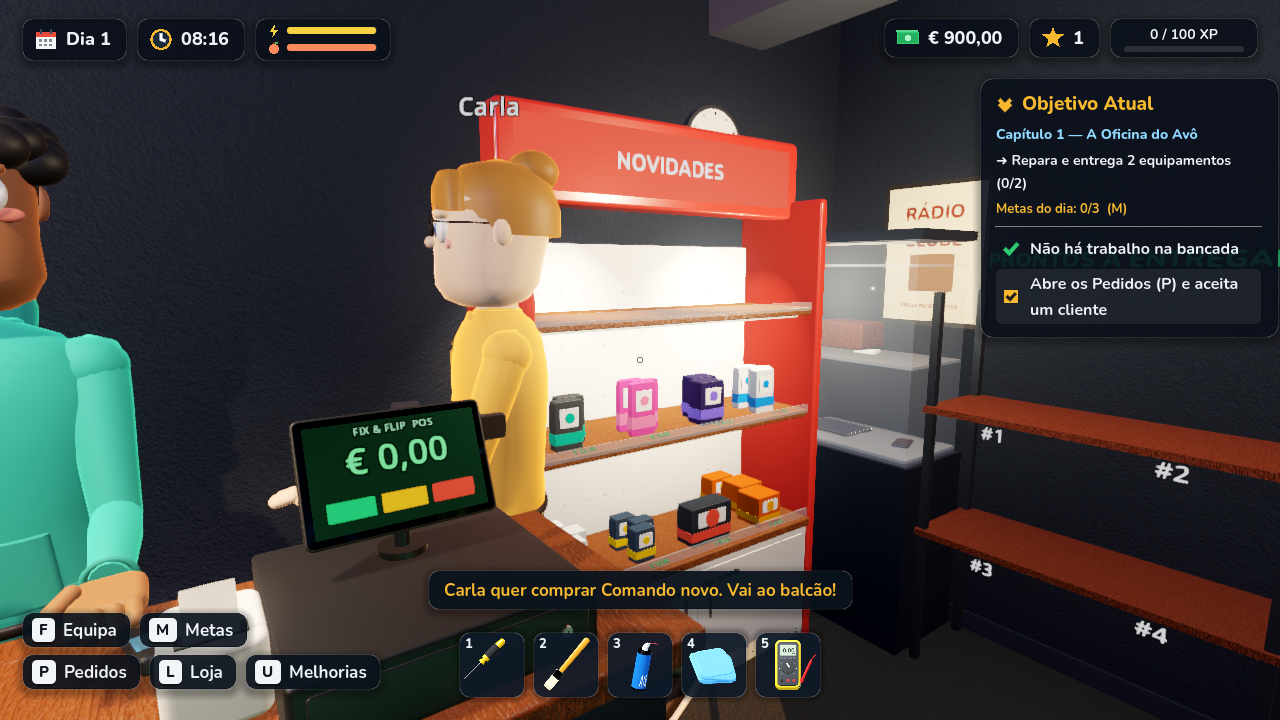 Dia 1
08:16
€ 900,00
1
0 / 100 XP
Objetivo Atual
Capítulo 1 — A Oficina do Avô
→ Repara e entrega 2 equipamentos
(0/2)
Metas do dia: 0/3 (M)
Não há trabalho na bancada
Abre os Pedidos (P) e aceita
um cliente
Carla
NOVIDADES
RÁDIO
CLUBE
PRONTOS A ENTREGA
#1
#2
#3
#4
FIX & FLIP POS
€ 0,00
Carla quer comprar Comando novo. Vai ao balcão!
F Equipa
M Metas
P Pedidos
L Loja
U Melhorias
1
2
3
4
5